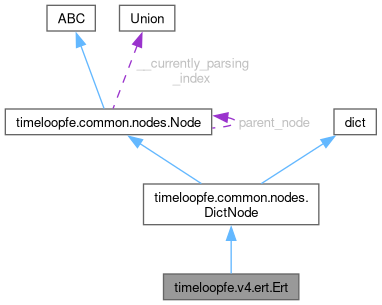 ABC
Union
__currently_parsing
_index
timeloopfe.common.nodes.Node
parent_node
dict
timeloopfe.common.nodes.
DictNode
timeloopfe.v4.ert.Ert